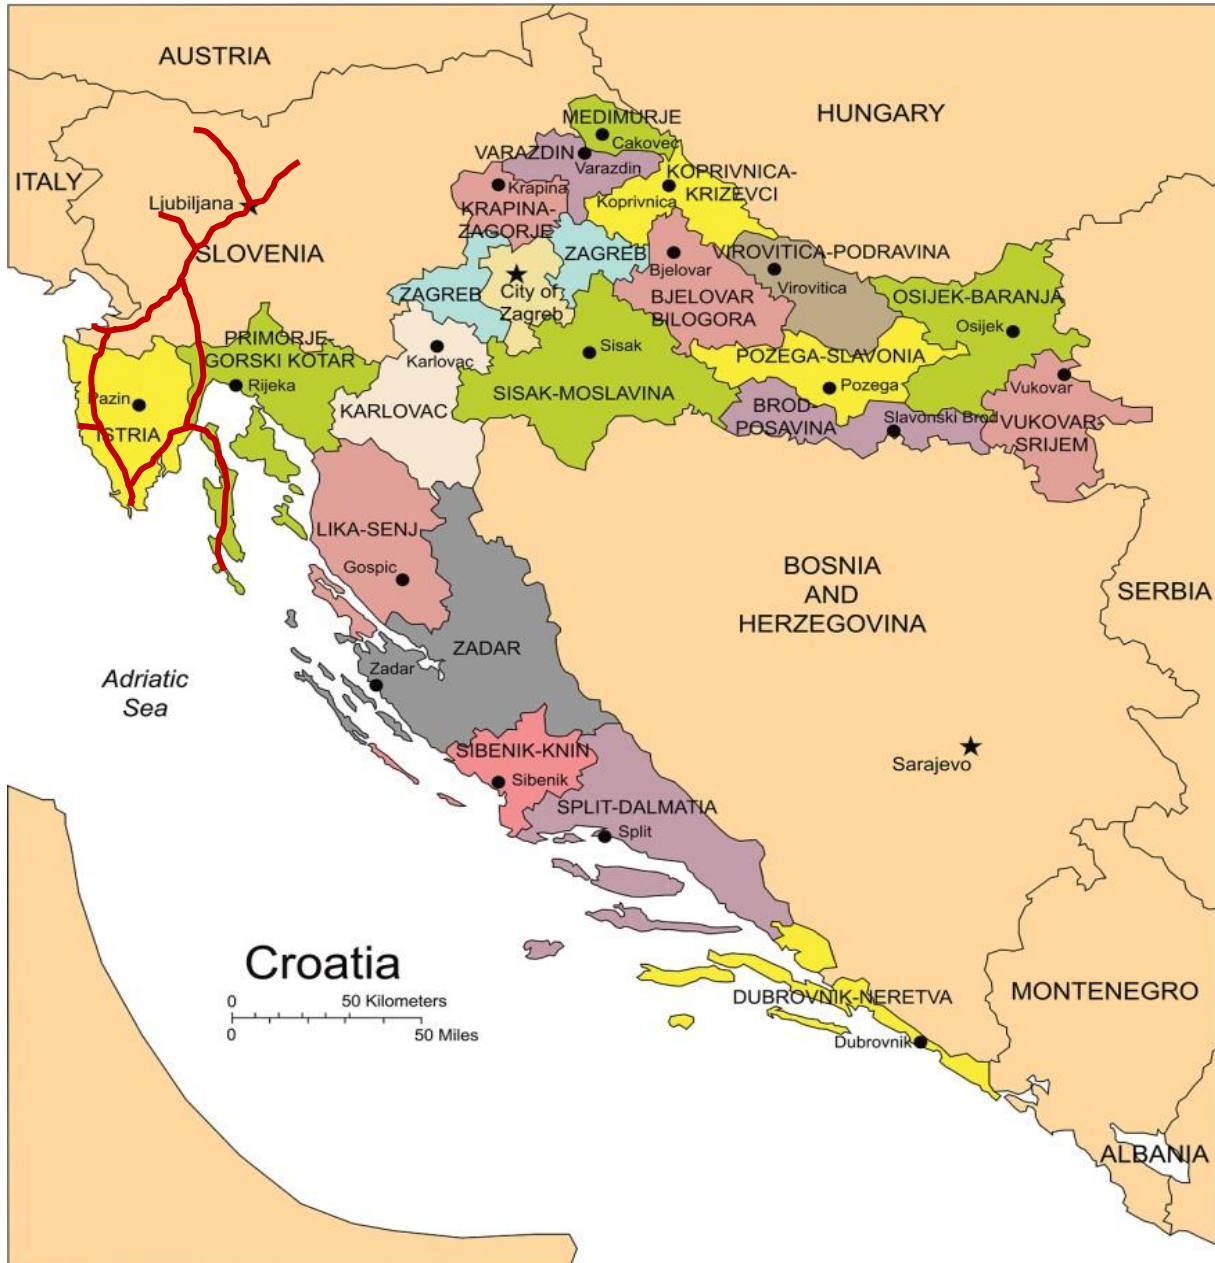 AUSTRIA
HUNGARY
ITALY
MEDIMURJE
Cakovec
VARAZDIN
Varazdin
KOPRIVNICA-
KRIZEVCI
Koprivnica
Krapina
KRAPINA-
ZAGORJE
Ljubiljana
SLOVENIA
ZAGREB
ZAGREB
City of
Zagreb
Bjelovar
BJELOVAR
BILOGORA
VIROVITICA-PODRAVINA
Virovitica
OSIJEK-BARANJA
Osijek
PRIMORJE-
GORSKI KOTAR
Rijeka
Karlovac
KARLOVAC
Sisak
SISAK-MOSLAVINA
POZEGA-SLAVONIA
Pozega
BROD-
POSAVINA
Slavonski Brod
Vukovar
VUKOVAR-
SRIJEM
Pazin
ISTRIA
LIKA-SENJ
Gospic
BOSNIA
AND
HERZEGOVINA
SERBIA
ZADAR
Zadar
Adriatic
Sea
SIBENIK-KNIN
Sibenik
Sarajevo
SPLIT-DALMATIA
Split
Croatia
0 50 Kilometers
0 50 Miles
DUBROVNIK-NERETVA
Dubrovnik
MONTENEGRO
ALBANIA